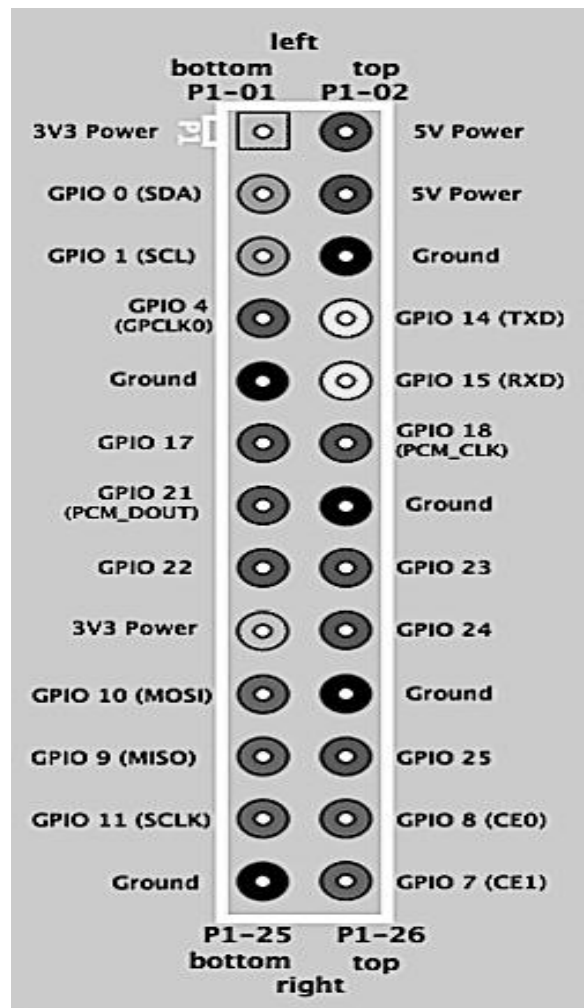 left
bottom top
P1-01 P1-02
3V3 Power P1 5V Power
GPIO 0 (SDA) 5V Power
GPIO 1 (SCL) Ground
GPIO 4
(GPCLK0) GPIO 14 (TXD)
Ground GPIO 15 (RXD)
GPIO 17 GPIO 18
(PCM_CLK)
GPIO 21
(PCM_DOUT) Ground
GPIO 22 GPIO 23
3V3 Power GPIO 24
GPIO 10 (MOSI) Ground
GPIO 9 (MISO) GPIO 25
GPIO 11 (SCLK) GPIO 8 (CE0)
Ground GPIO 7 (CE1)
P1-25 P1-26
bottom top
right